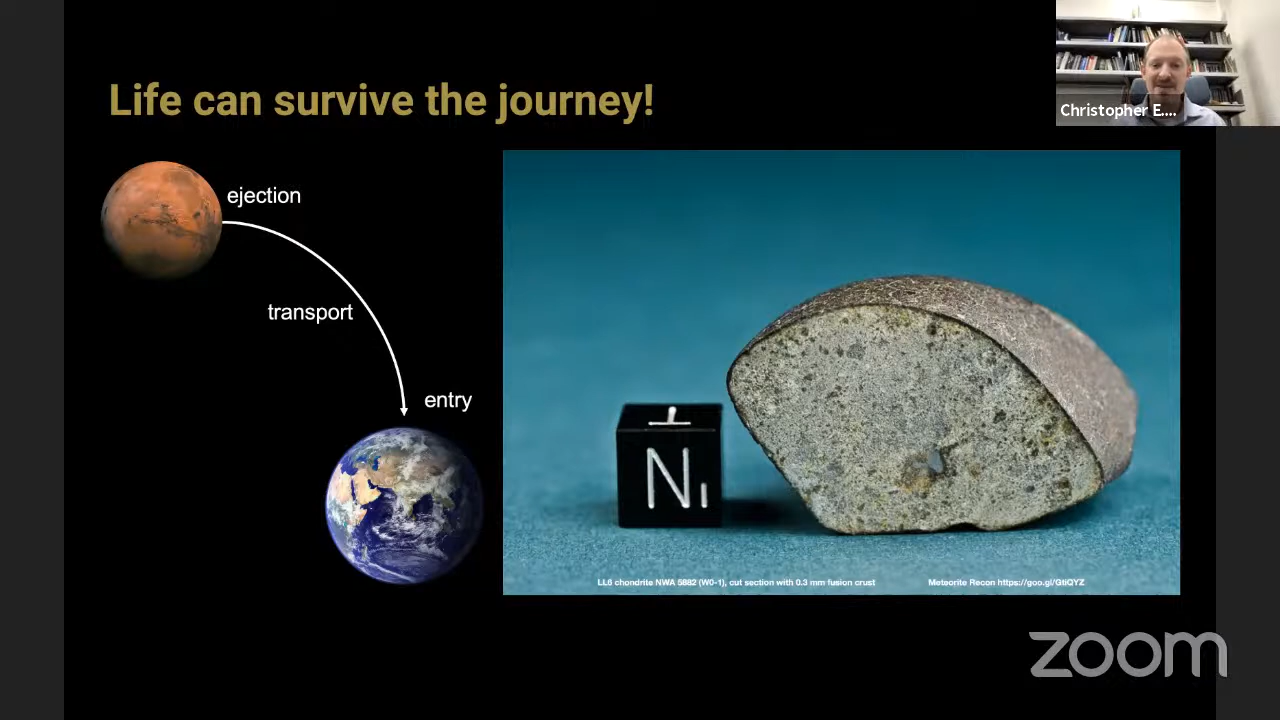 Life can survive the journey!
Christopher E....
ejection
transport
entry
N1
LL6 chondrite NWA 5882 (W0-1), cut section with 0.3 mm fusion crust
Meteorite Recon https://goo.gl/GtiQYZ
zoom